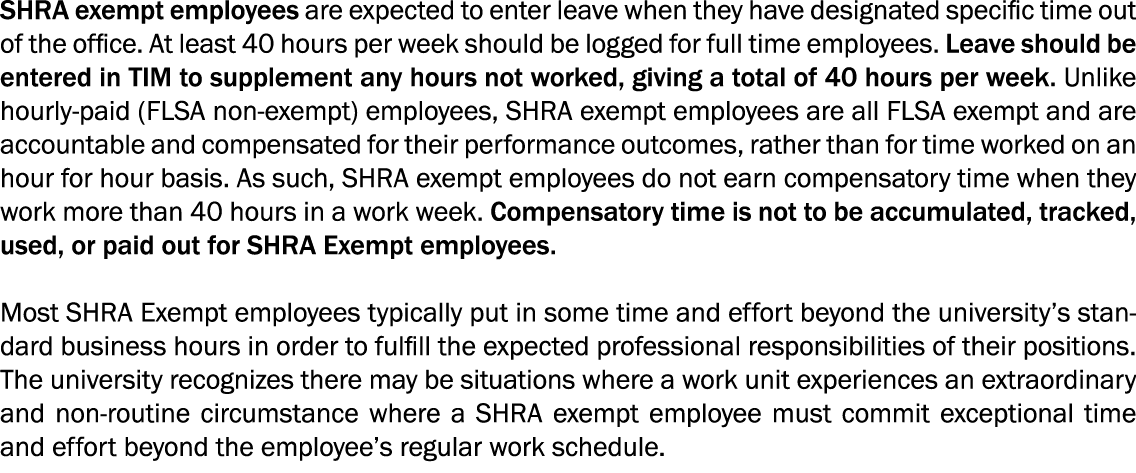 SHRA exempt employees are expected to enter leave when they have designated specific time out
of the office. At least 40 hours per week should be logged for full time employees. Leave should be
entered in TIM to supplement any hours not worked, giving a total of 40 hours per week. Unlike
hourly-paid (FLSA non-exempt) employees, SHRA exempt employees are all FLSA exempt and are
accountable and compensated for their performance outcomes, rather than for time worked on an
hour for hour basis. As such, SHRA exempt employees do not earn compensatory time when they
work more than 40 hours in a work week. Compensatory time is not to be accumulated, tracked,
used, or paid out for SHRA Exempt employees.
Most SHRA Exempt employees typically put in some time and effort beyond the university's stan-
dard business hours in order to fulfill the expected professional responsibilities of their positions.
The university recognizes there may be situations where a work unit experiences an extraordinary
and non-routine circumstance where a SHRA exempt employee must commit exceptional time
and effort beyond the employee's regular work schedule.